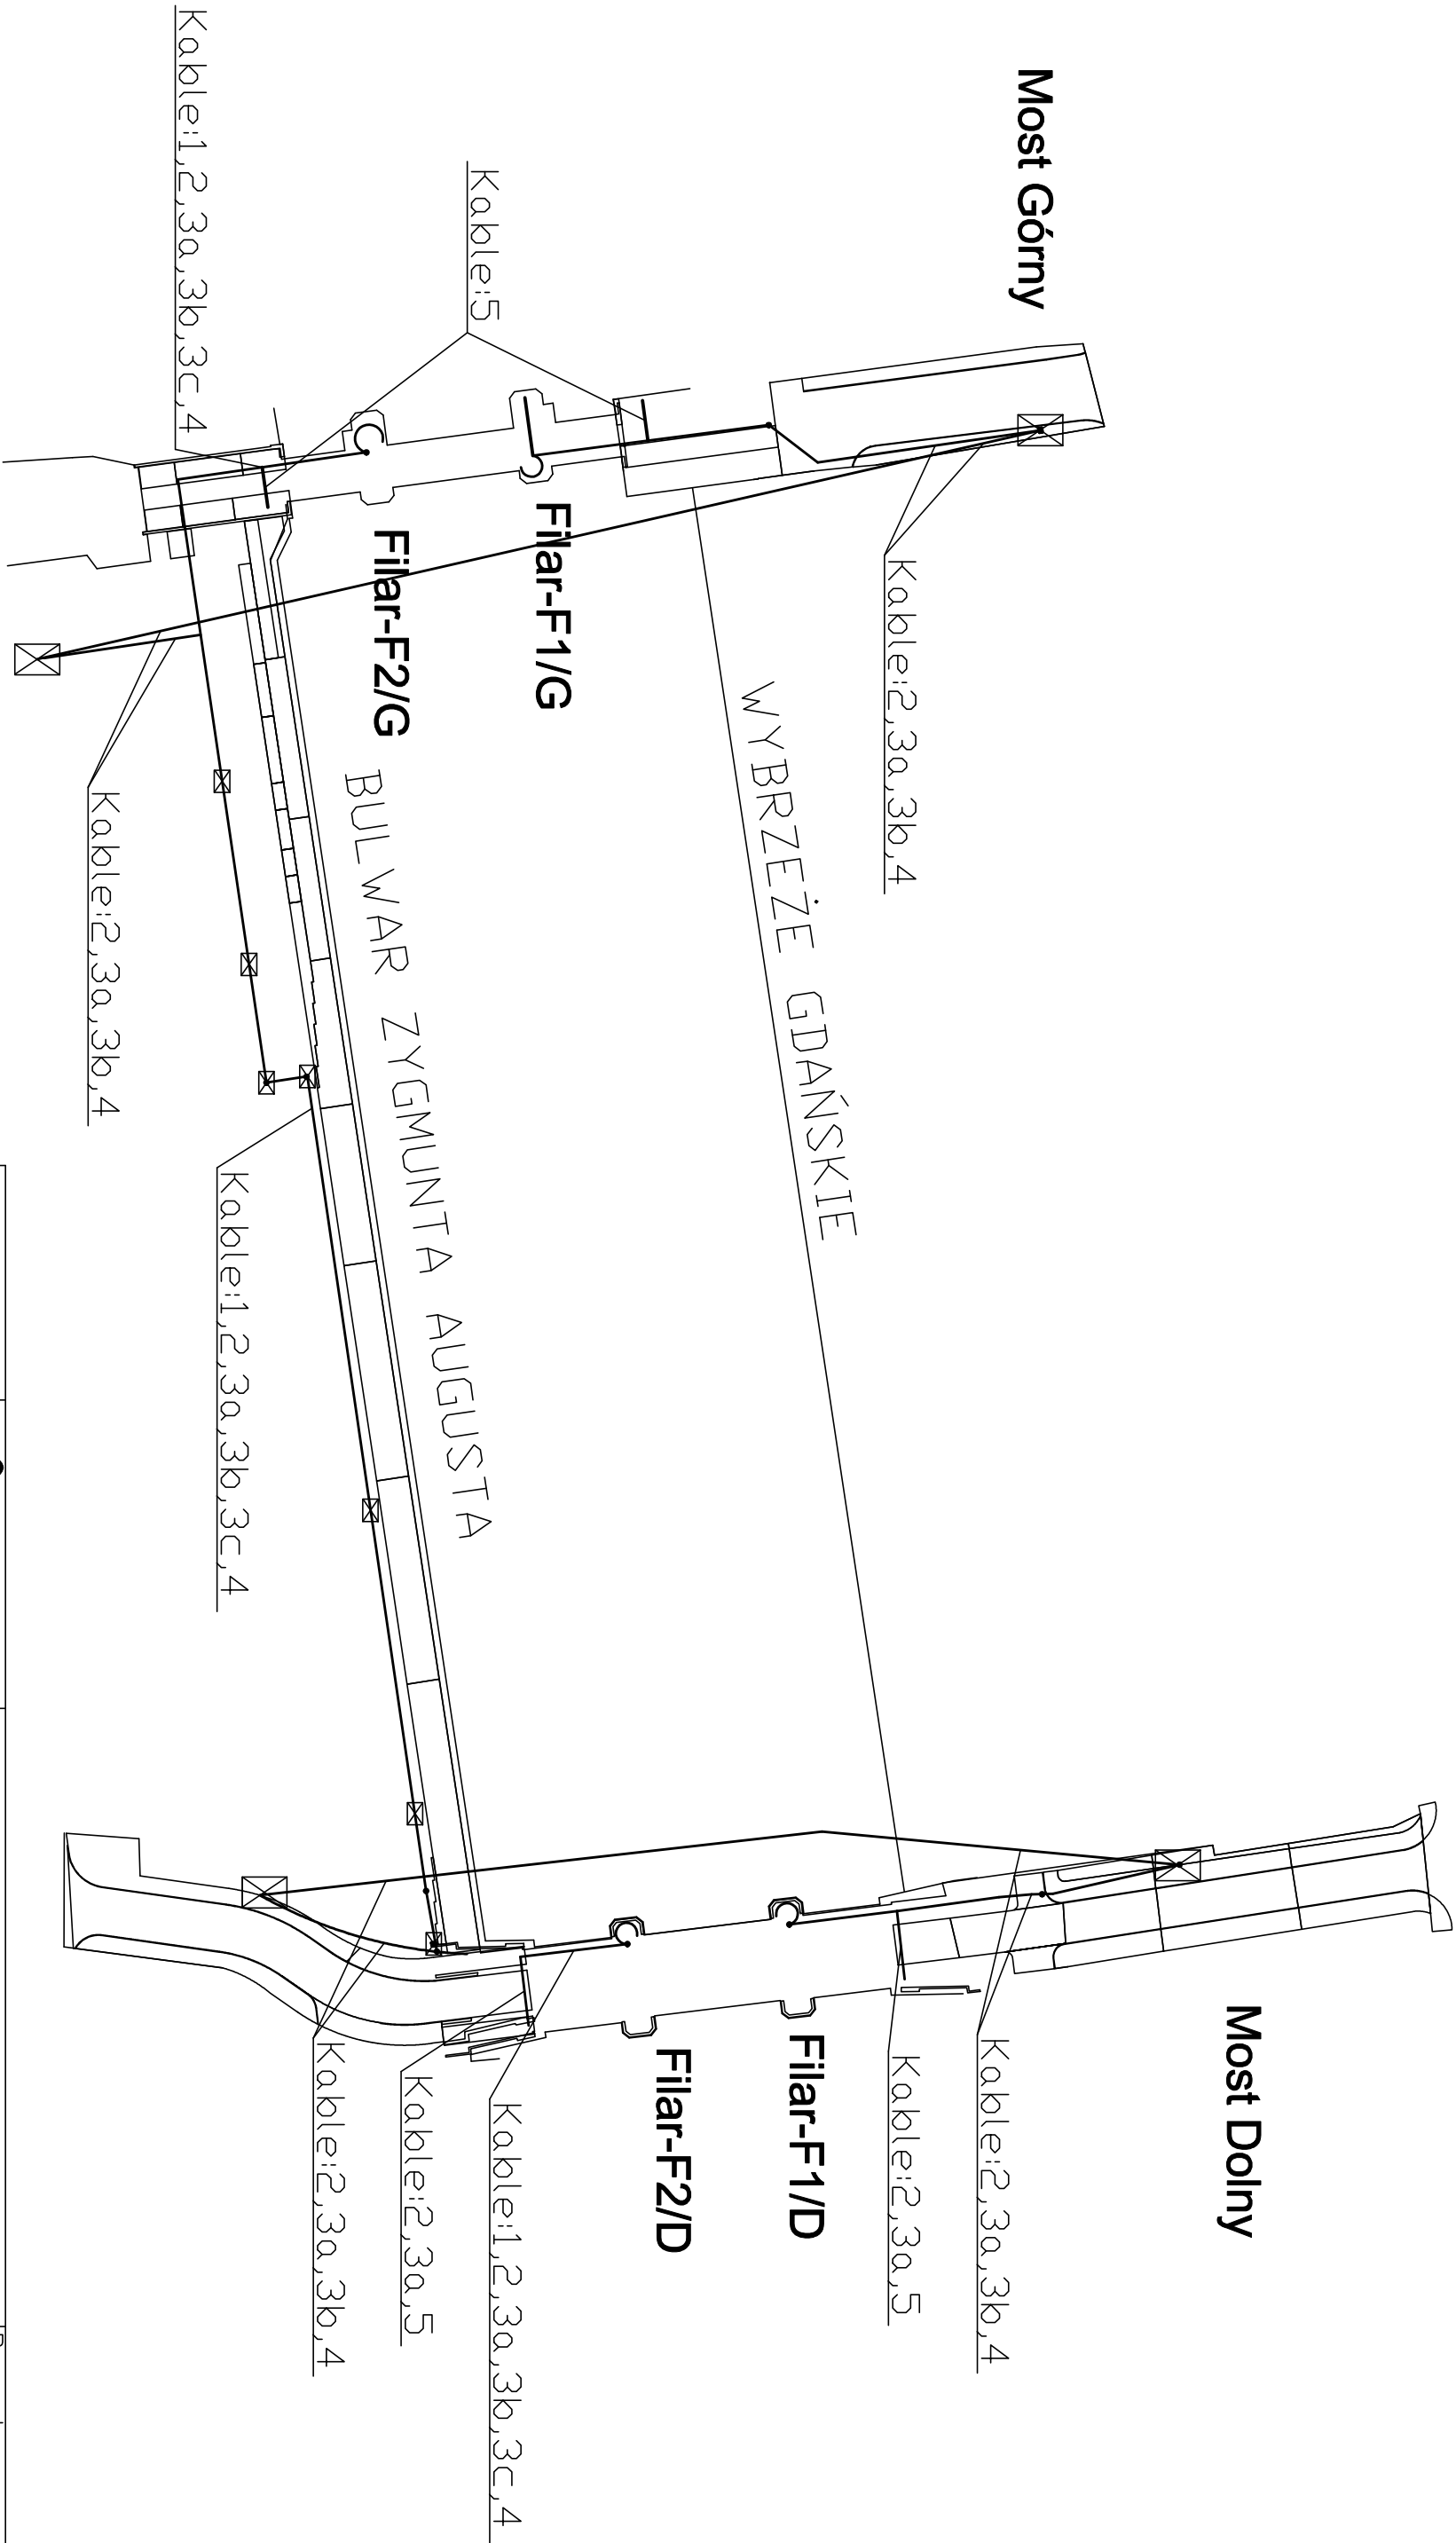 Most Górny
Most Dolny
Kable:2,3a,3b,4
Kable:2,3a,3b,4
WYBRZEŻE GDAŃSKIE
Kable:2,3a,5
Filar-F1/G
Filar-F1/D
Kable:5
Filar-F2/G
Filar-F2/D
BULWAR ZYGMUNTA AUGUSTA
Kable:1,2,3a,3b,3c,4
Kable:2,3a,5
Kable:1,2,3a,3b,3c,4
Kable:1,2,3a,3b,3c,4
Kable:2,3a,3b,4
Kable:2,3a,3b,4